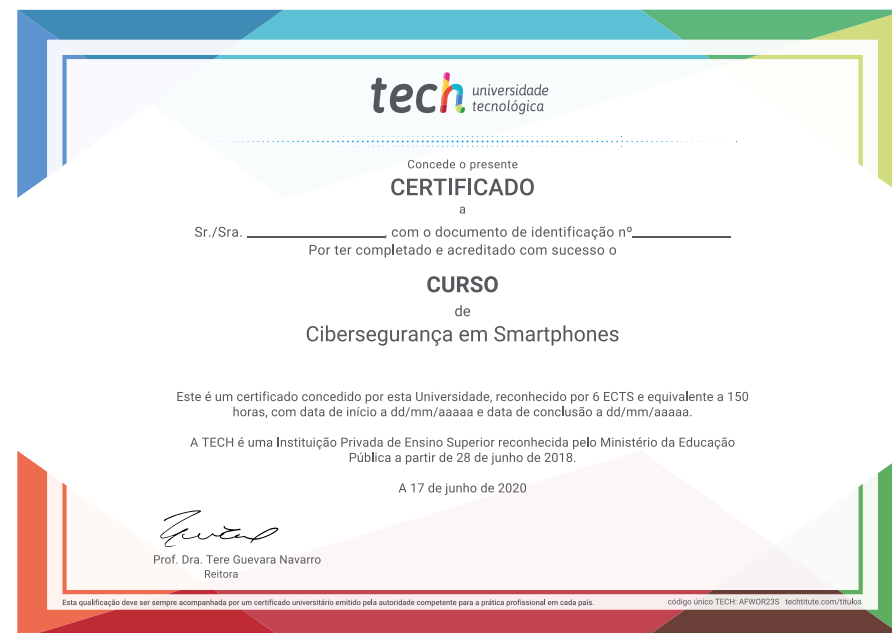 tech universidade
tecnológica
Concede o presente
CERTIFICADO
a
Sr./Sra. ____________________, com o documento de identificação nº______________
Por ter completado e acreditado com sucesso o
CURSO
de
Cibersegurança em Smartphones
Este é um certificado concedido por esta Universidade, reconhecido por 6 ECTS e equivalente a 150
horas, com data de início a dd/mm/aaaaa e data de conclusão a dd/mm/aaaaa.
A TECH é uma Instituição Privada de Ensino Superior reconhecida pelo Ministério da Educação
Pública a partir de 28 de junho de 2018.
A 17 de junho de 2020
Prof. Dra. Tere Guevara Navarro
Reitora
Esta qualificação deve ser sempre acompanhada por um certificado universitário emitido pela autoridade competente para a prática profissional em cada país. código único TECH: AFWOR23S techtitute.com/titulos